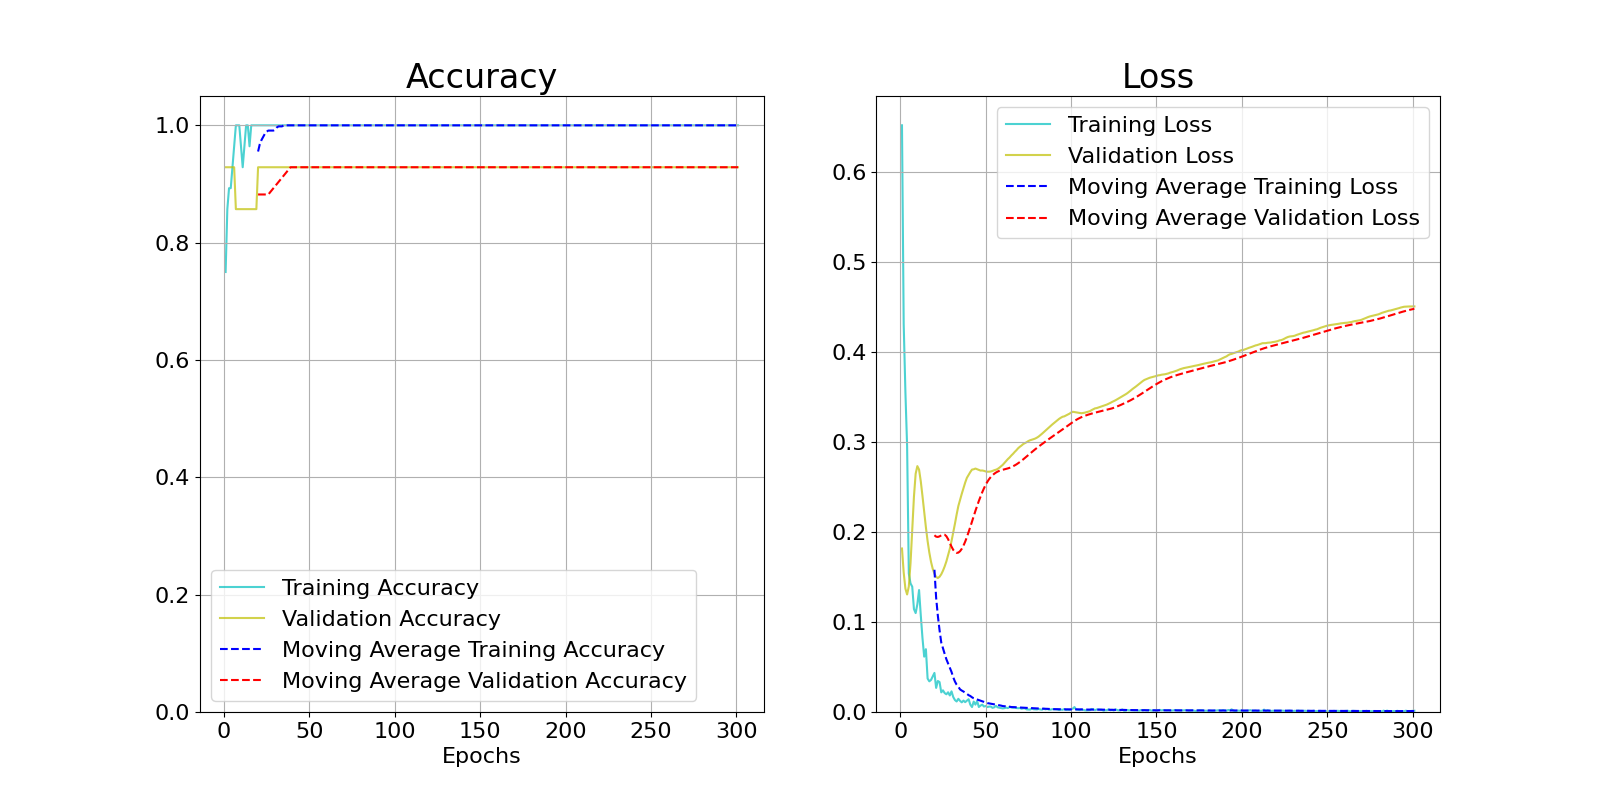 Accuracy
1.0
0.8
0.6
0.4
0.2
0.0
Training Accuracy
Validation Accuracy
Moving Average Training Accuracy
Moving Average Validation Accuracy
0 50 100 150 200 250 300
Epochs
Loss
0.6
0.5
0.4
0.3
0.2
0.1
0.0
Training Loss
Validation Loss
Moving Average Training Loss
Moving Average Validation Loss
0 50 100 150 200 250 300
Epochs